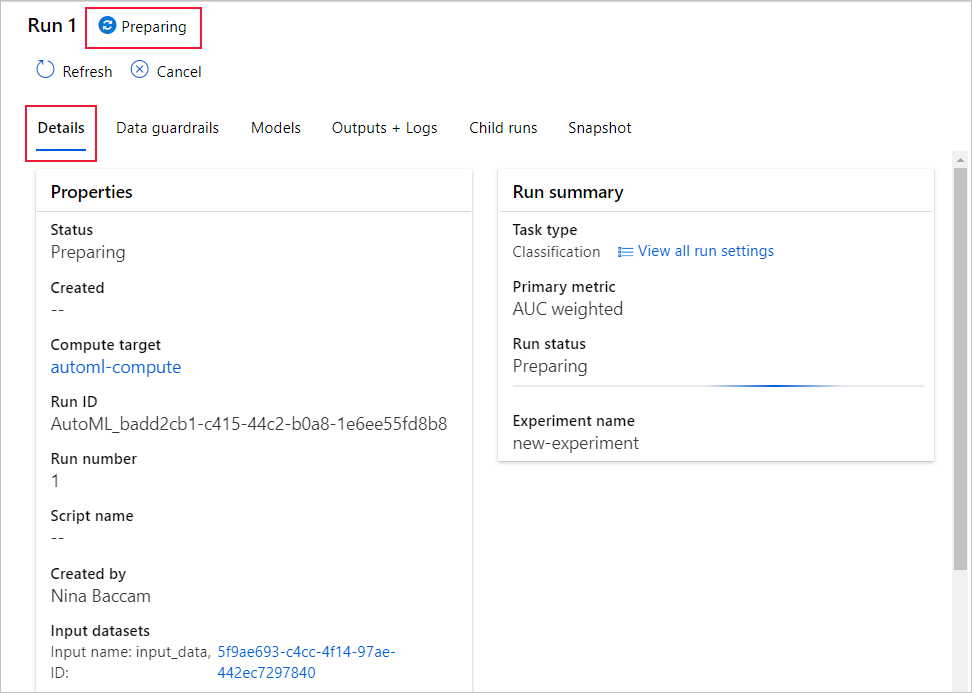 Run 1 Preparing
Refresh Cancel
Details Data guardrails Models Outputs + Logs Child runs Snapshot
Properties
Status
Preparing
Created
--
Compute target
automl-compute
Run ID
AutoML_badd2cb1-c415-44c2-b0a8-1e6ee55fd8b8
Run number
1
Script name
--
Created by
Nina Baccam
Input datasets
Input name: input_data, 5f9ae693-c4cc-4f14-97ae-
ID: 442ec7297840
Run summary
Task type
Classification View all run settings
Primary metric
AUC weighted
Run status
Preparing
Experiment name
new-experiment